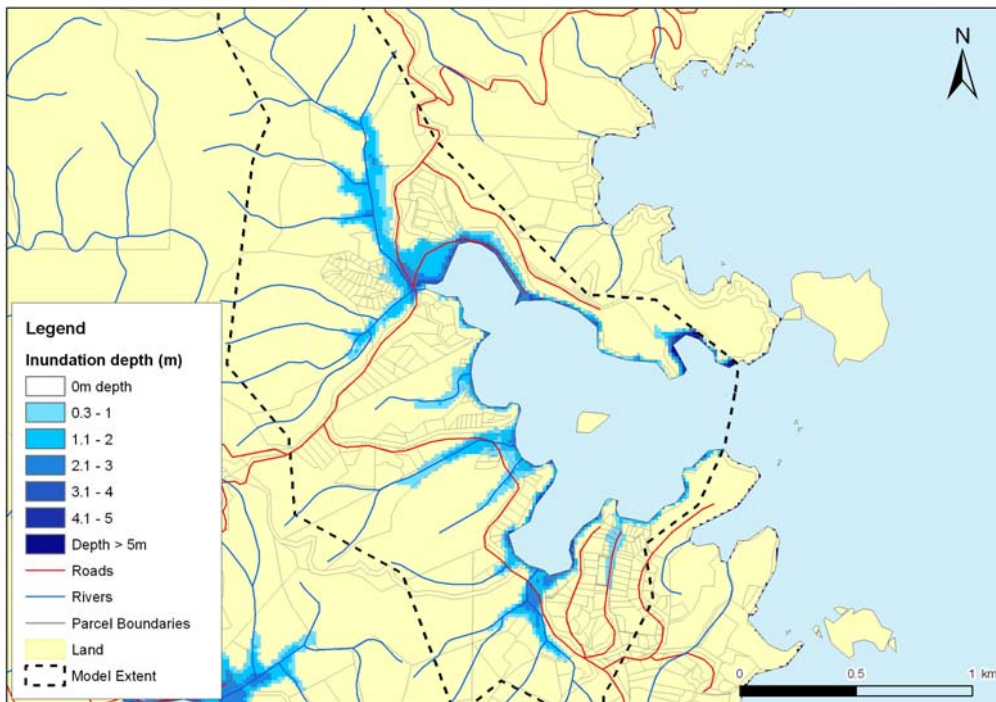 N
Legend
Inundation depth (m)
0m depth
0.3 - 1
1.1 - 2
2.1 - 3
3.1 - 4
4.1 - 5
Depth > 5m
Roads
Rivers
Parcel Boundaries
Land
Model Extent
0 0.5 1 km